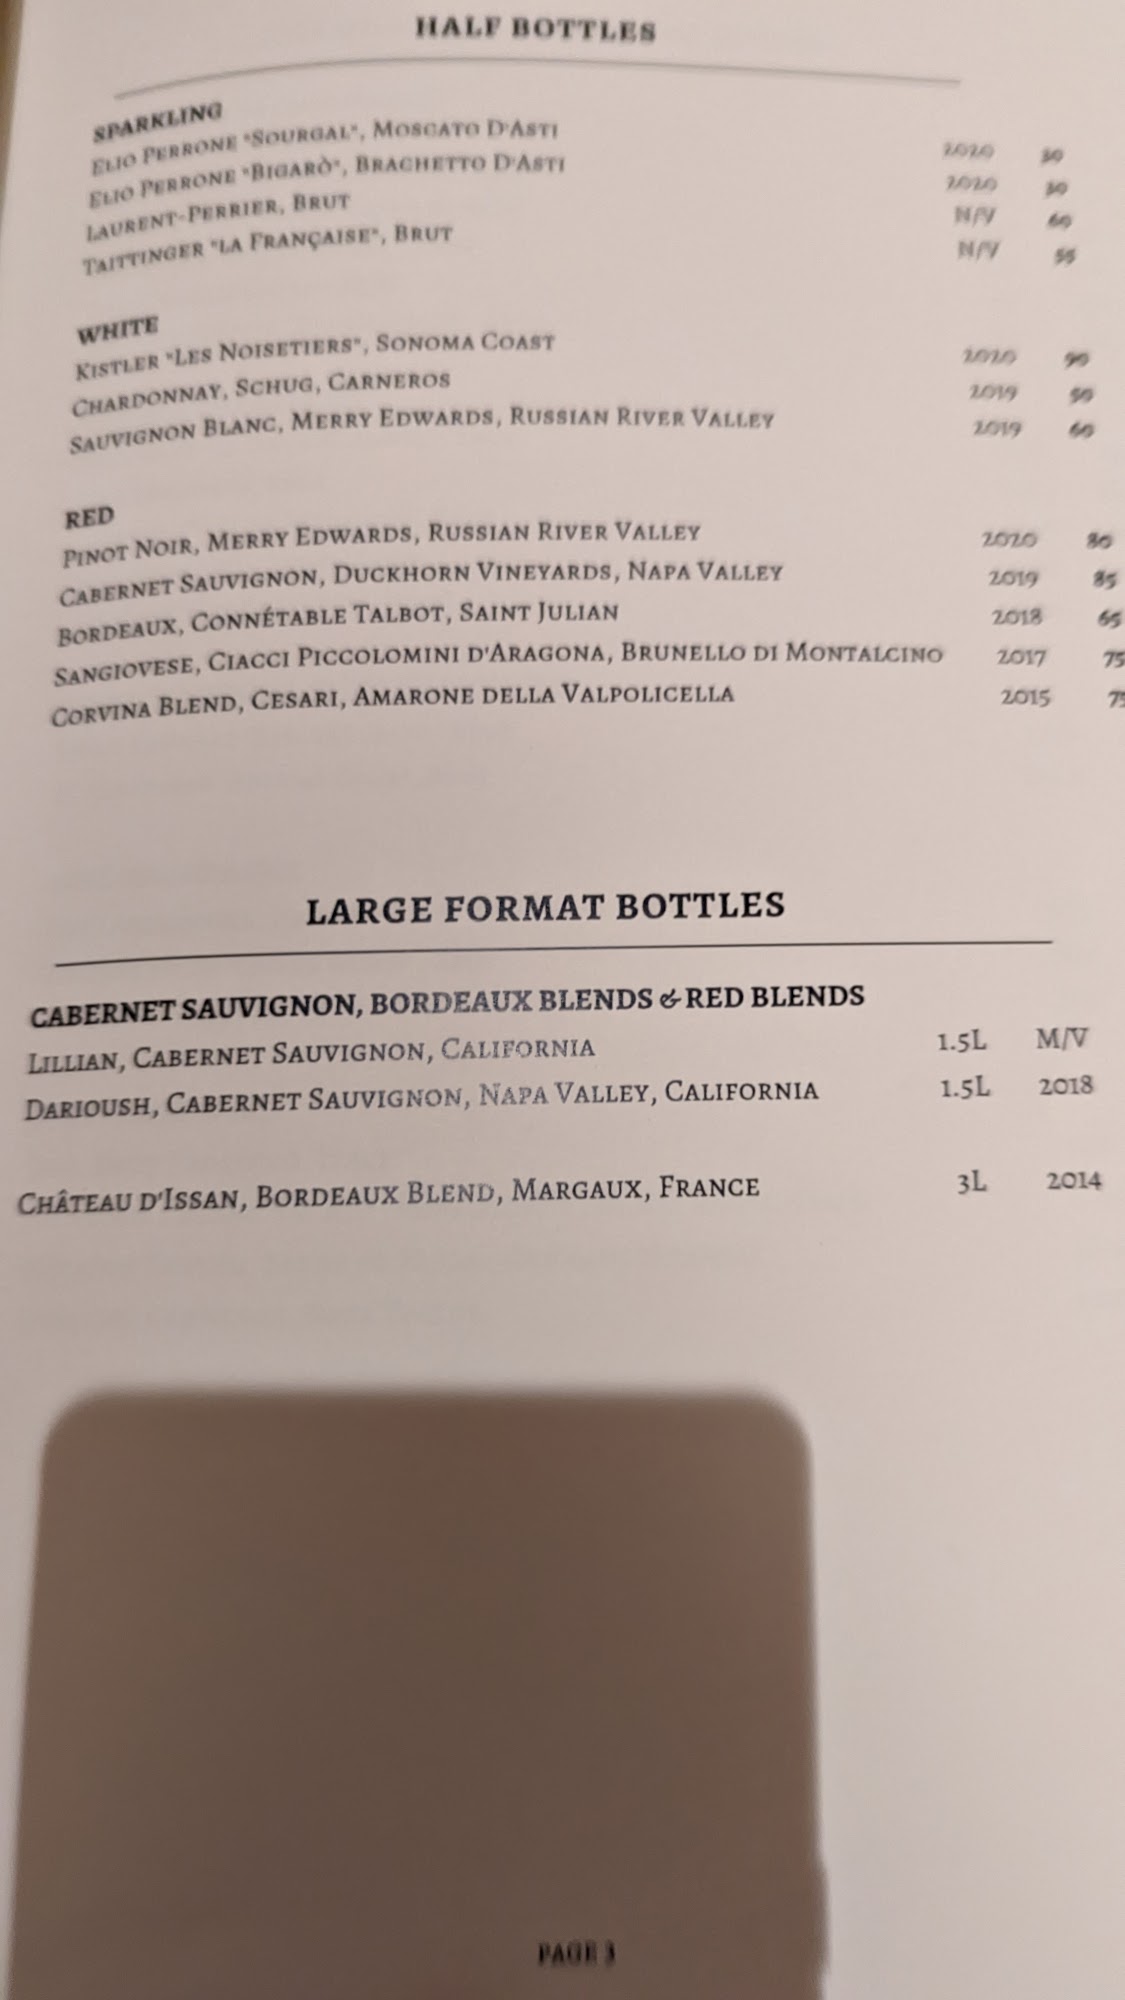 HALF BOTTLES
SPARKLING
ELIO PERRONE "SOURGAL", MOSCATO D'ASTI 2020 30
ELIO PERRONE "BIGARÒ", BRACHETTO D'ASTI 2020 30
LAURENT-PERRIER, BRUT N/V 60
TAITTINGER "LA FRANÇAISE", BRUT N/V 55
WHITE
KISTLER "LES NOISETIERS", SONOMA COAST 2020 90
CHARDONNAY, SCHUG, CARNEROS 2019 50
SAUVIGNON BLANC, MERRY EDWARDS, RUSSIAN RIVER VALLEY 2019 60
RED
PINOT NOIR, MERRY EDWARDS, RUSSIAN RIVER VALLEY 2020 80
CABERNET SAUVIGNON, DUCKHORN VINEYARDS, NAPA VALLEY 2019 85
BORDEAUX, CONNÉTABLE TALBOT, SAINT JULIAN 2018 65
SANGIOVESE, CIACCI PICCOLOMINI D'ARAGONA, BRUNELLO DI MONTALCINO 2017 75
CORVINA BLEND, CESARI, AMARONE DELLA VALPOLICELLA 2015
LARGE FORMAT BOTTLES
CABERNET SAUVIGNON, BORDEAUX BLENDS & RED BLENDS
LILLIAN, CABERNET SAUVIGNON, CALIFORNIA 1.5L M/V
DARIOUSH, CABERNET SAUVIGNON, NAPA VALLEY, CALIFORNIA 1.5L 2018
CHÂTEAU D'ISSAN, BORDEAUX BLEND, MARGAUX, FRANCE 3L 2014
PAGE 3